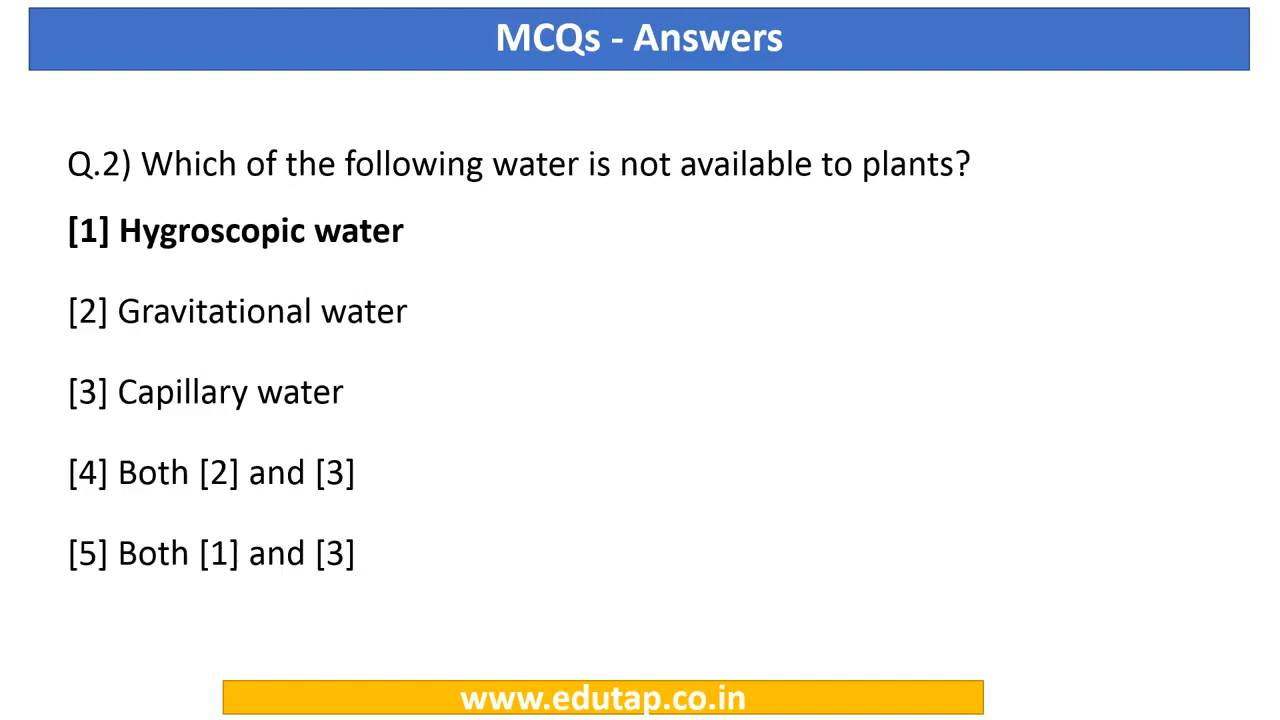 MCQs - Answers
Q.2) Which of the following water is not available to plants?
[1] Hygroscopic water
[2] Gravitational water
[3] Capillary water
[4] Both [2] and [3]
[5] Both [1] and [3]
www.edutap.co.in